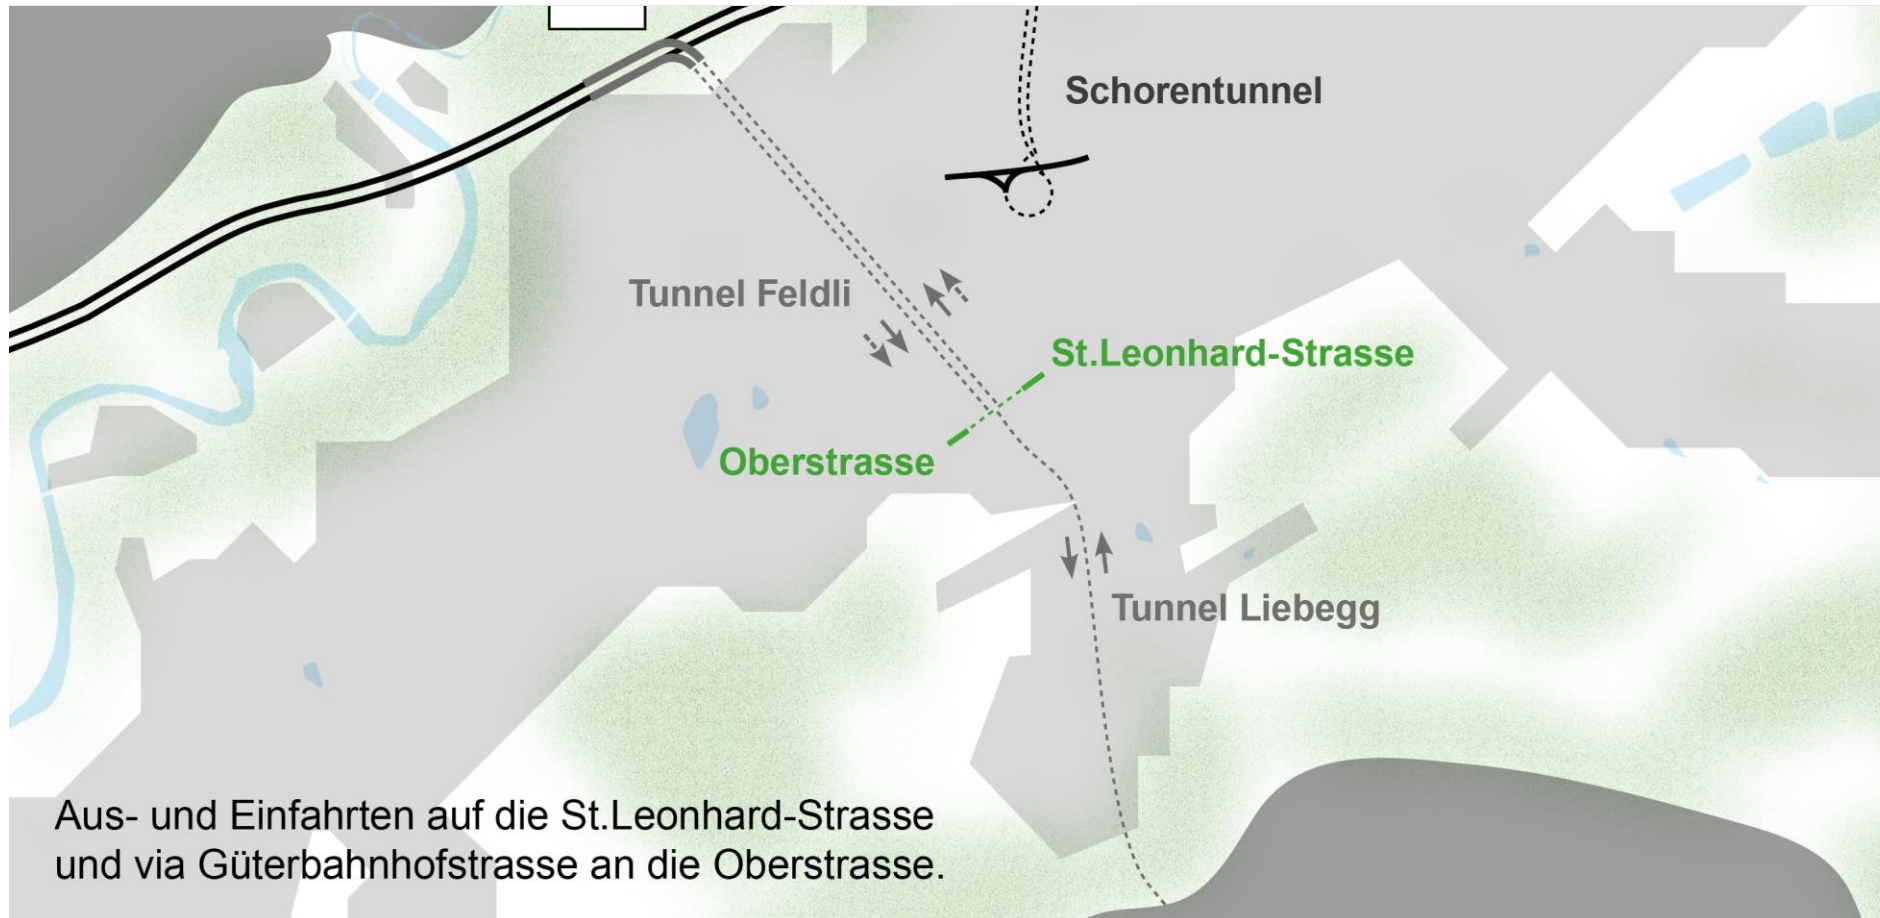 Schorentunnel
Tunnel Feldli
St.Leonhard-Strasse
Oberstrasse
Tunnel Liebegg
Aus- und Einfahrten auf die St.Leonhard-Strasse
und via Güterbahnhofstrasse an die Oberstrasse.